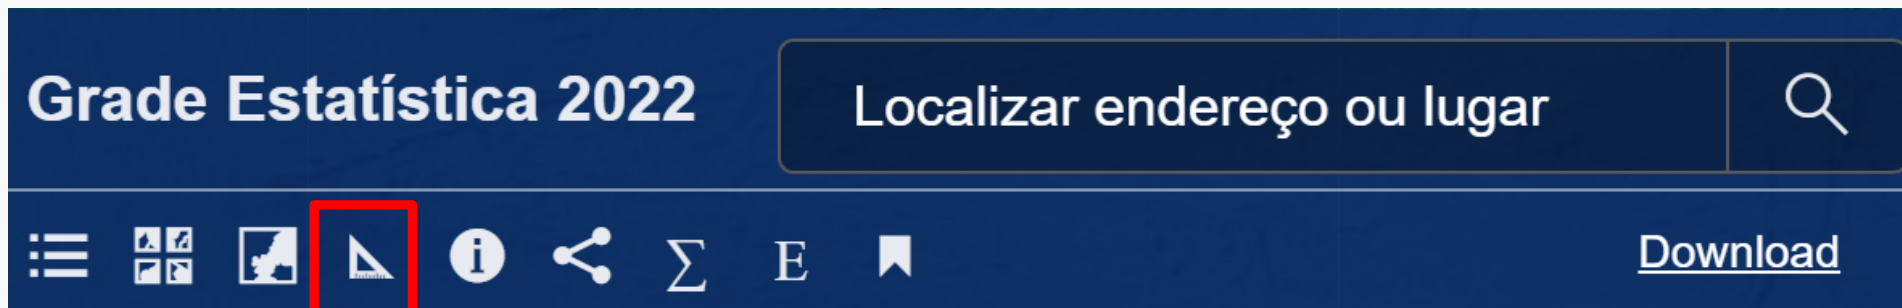 Grade Estatística 2022
Localizar endereço ou lugar
i ∑ E Download